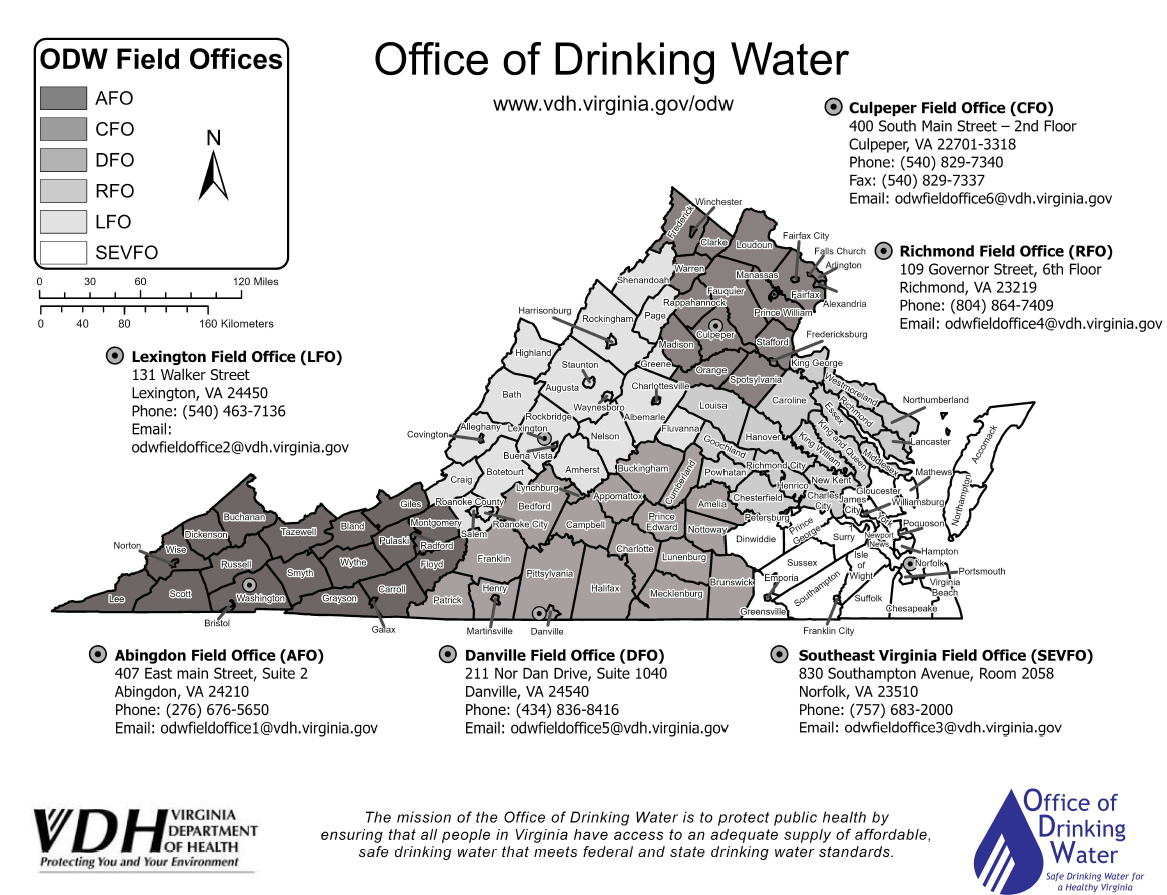 Office of Drinking Water
www.vdh.virginia.gov/odw
ODW Field Offices
AFO
CFO
DFO
RFO
LFO
SEVFO
N
0 30 60 120 Miles
0 40 80 160 Kilometers
Culpeper Field Office (CFO)
400 South Main Street – 2nd Floor
Culpeper, VA 22701-3318
Phone: (540) 829-7340
Fax: (540) 829-7337
Email: odwfieldoffice6@vdh.virginia.gov
Richmond Field Office (RFO)
109 Governor Street, 6th Floor
Richmond, VA 23219
Phone: (804) 864-7409
Email: odwfieldoffice4@vdh.virginia.gov
Lexington Field Office (LFO)
131 Walker Street
Lexington, VA 24450
Phone: (540) 463-7136
Email:
odwfieldoffice2@vdh.virginia.gov
Winchester
Frederick
Clarke
Loudoun
Fairfax City
Falls Church
Arlington
Warren
Manassas
Shenandoah
Fauquier
Fairfax
Alexandria
Rappahannock
Prince William
Harrisonburg
Rockingham
Page
Culpeper
Fredericksburg
Madison
Stafford
Highland
Staunton
Greene
King George
Orange
Spotsylvania
Westmoreland
Augusta
Charlottesville
Bath
Waynesboro
Louisa
Caroline
Northumberland
Richmond
Essex
Rockbridge
Albemarle
Alleghany
Lexington
Fluvanna
Covington
Nelson
Goochland
Hanover
King and Queen
King William
Lancaster
Accomack
Buena Vista
Middlesex
Botetourt
Amherst
Buckingham
Cumberland
Powhatan
Richmond City
Mathews
Craig
Henrico
New Kent
Gloucester
Northampton
Lynchburg
Appomattox
Chesterfield
Charles
City
James
City
Williamsburg
Giles
Roanoke County
Bedford
Amelia
Buchanan
Montgomery
Roanoke City
Campbell
Prince
Edward
Petersburg
Prince
George
York
Poquoson
Dickenson
Tazewell
Bland
Salem
Nottoway
Dinwiddie
Surry
Newport
News
Norton
Wise
Pulaski
Radford
Charlotte
Hampton
Russell
Wythe
Floyd
Franklin
Lunenburg
Sussex
Isle
of
Wight
Norfolk
Smyth
Pittsylvania
Brunswick
Emporia
Portsmouth
Lee
Scott
Washington
Grayson
Carroll
Patrick
Henry
Halifax
Mecklenburg
Southampton
Suffolk
Virginia
Beach
Greensville
Chesapeake
Bristol
Galax
Martinsville
Danville
Franklin City
Abingdon Field Office (AFO)
407 East main Street, Suite 2
Abingdon, VA 24210
Phone: (276) 676-5650
Email: odwfieldoffice1@vdh.virginia.gov
Danville Field Office (DFO)
211 Nor Dan Drive, Suite 1040
Danville, VA 24540
Phone: (434) 836-8416
Email: odwfieldoffice5@vdh.virginia.gov
Southeast Virginia Field Office (SEVFO)
830 Southampton Avenue, Room 2058
Norfolk, VA 23510
Phone: (757) 683-2000
Email: odwfieldoffice3@vdh.virginia.gov
VDH VIRGINIA
DEPARTMENT
OF HEALTH
Protecting You and Your Environment
The mission of the Office of Drinking Water is to protect public health by
ensuring that all people in Virginia have access to an adequate supply of affordable,
safe drinking water that meets federal and state drinking water standards.
Office of
Drinking
Water
Safe Drinking Water for
a Healthy Virginia